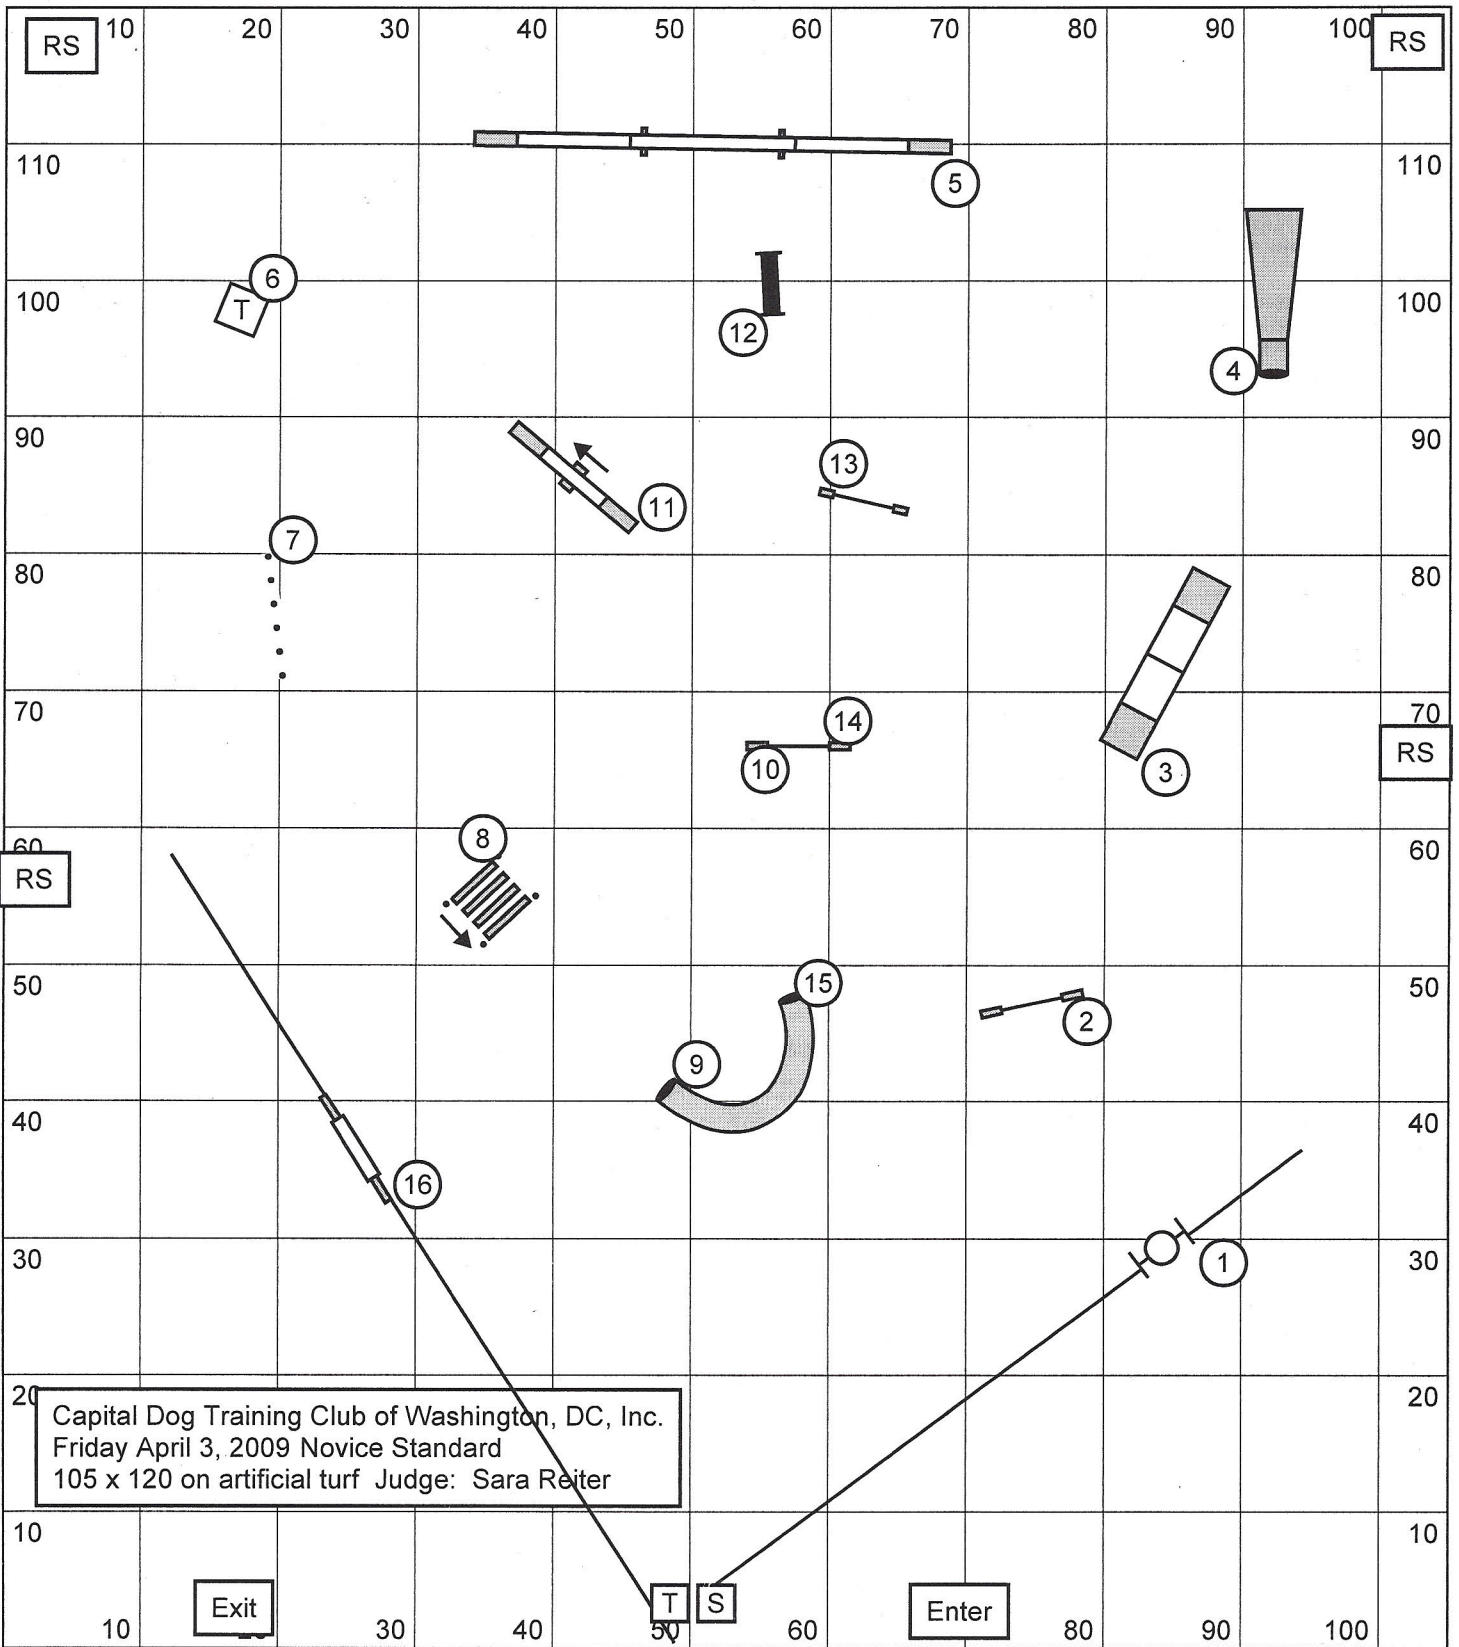 RS 10 20 30 40 50 60 70 80 90 100 RS
110 110
5
6
100 100
12
4
90 90
13
11
7
80 80
70 14 70
RS
10 3
8
60 60
RS
50 15 50
2
9
40 40
16
30 1 30
20 20
Capital Dog Training Club of Washington, DC, Inc.
Friday April 3, 2009 Novice Standard
105 x 120 on artificial turf Judge: Sara Reiter
10 10
T
Exit T S Enter
10 30 40 50 60 80 90 100